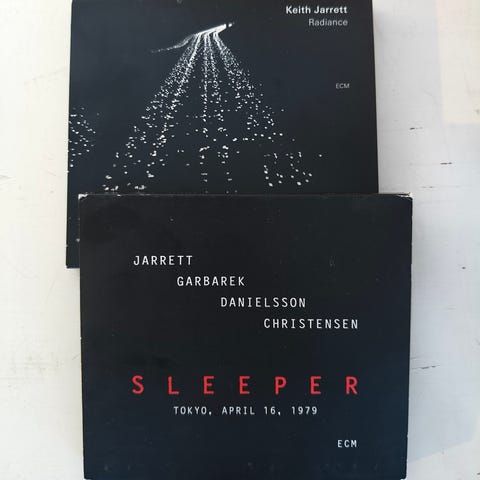 Keith Jarrett
Radiance
ECM
JARRETT
GARBAREK
DANIELSSON
CHRISTENSEN
SLEEPER
TOKYO, APRIL 16, 1979
ECM